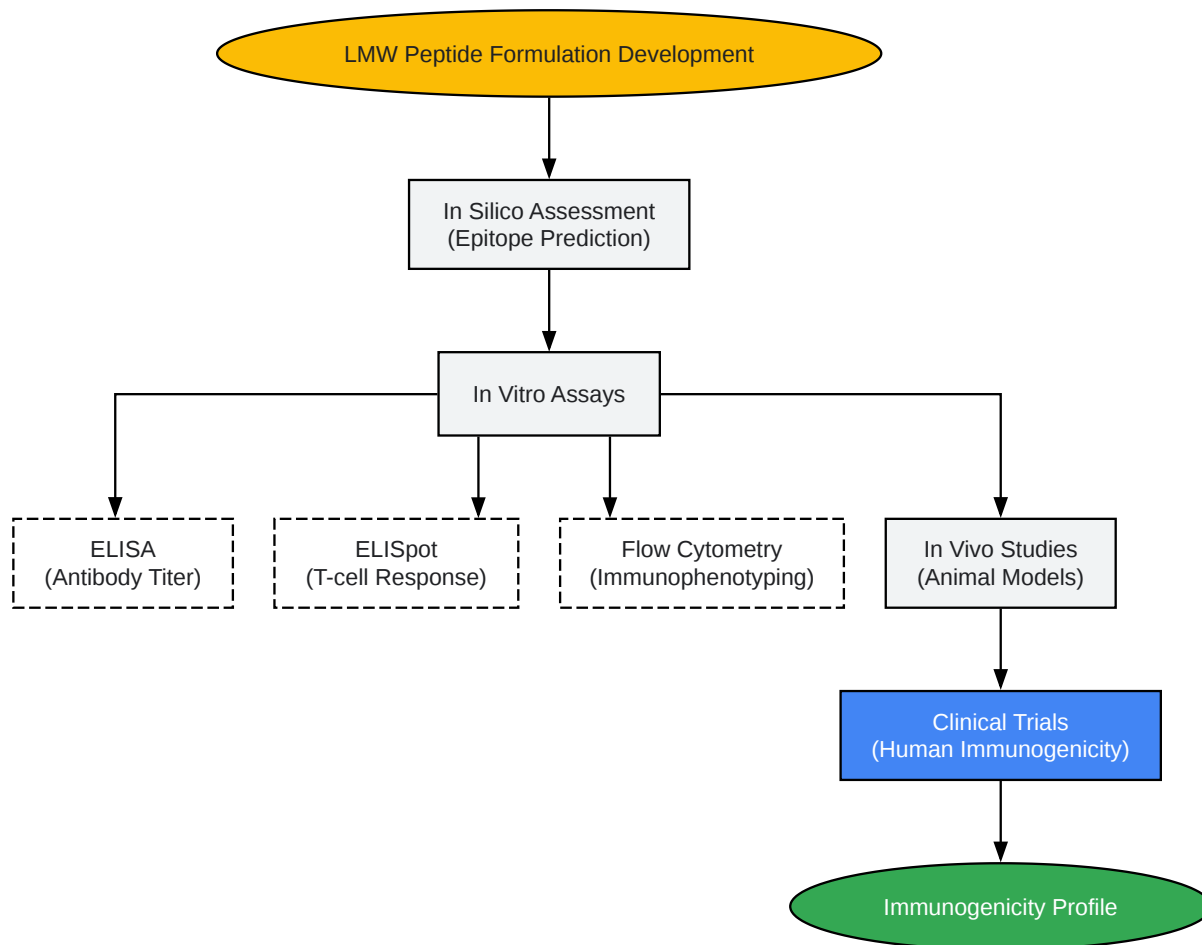 LMW Peptide Formulation Development
In Silico Assessment
(Epitope Prediction)
In Vitro Assays
ELISA
(Antibody Titer)
ELISpot
(T-cell Response)
Flow Cytometry
(Immunophenotyping)
In Vivo Studies
(Animal Models)
Clinical Trials
(Human Immunogenicity)
Immunogenicity Profile